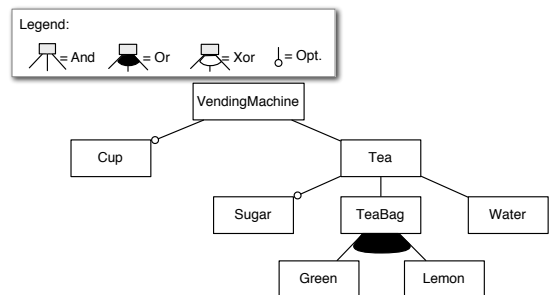 Legend:
= And
= Or
= Xor
= Opt.
VendingMachine
Cup
Tea
Sugar
TeaBag
Water
Green
Lemon